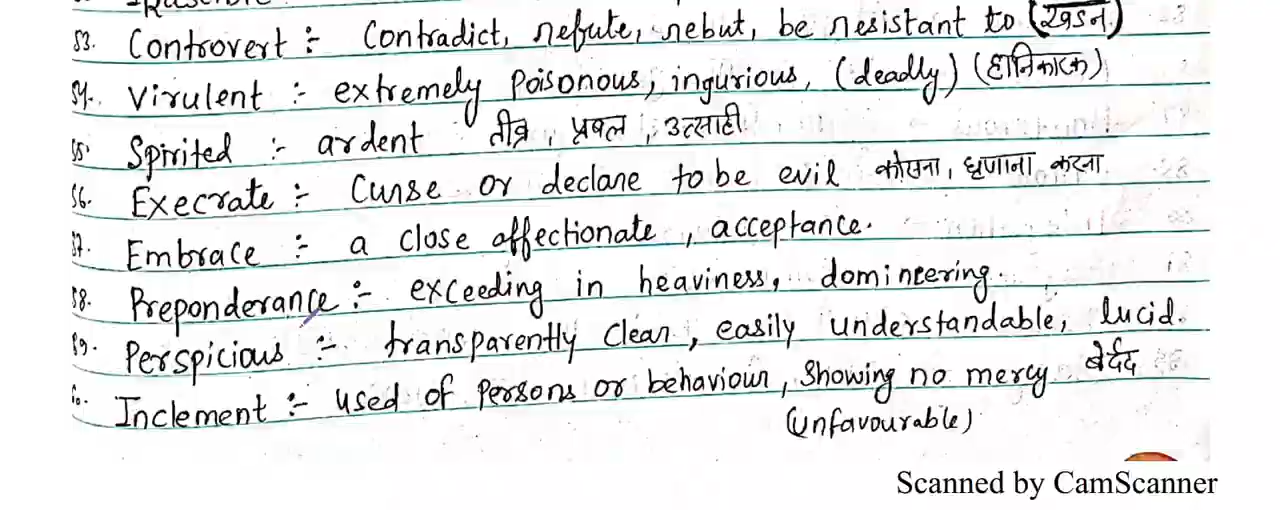 53. Controvert :- Contradict, refute, rebut, be resistant to (खंडन)
54. Virulent :- extremely poisonous, ingurious, (deadly) (हानिकारक)
55. Spirited :- ardent तीव्र, प्रबल, उत्साही
56. Execrate :- Curse or declare to be evil कोसना, घृणाना करना
57. Embrace :- a close affectionate, acceptance.
58. Preponderance :- exceeding in heaviness, domineering.
59. Perspicious :- transparently clear, easily understandable, lucid.
60. Inclement :- used of persons or behaviour, showing no mercy बेदर्द
(unfavourable)
Scanned by CamScanner